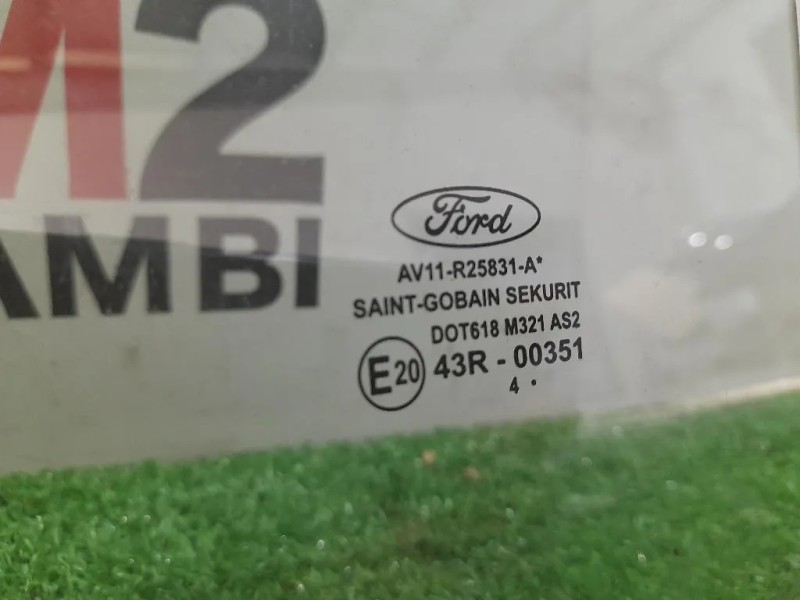 M2
AMBI
Ford
AV11-R25831-A*
SAINT-GOBAIN SEKURIT
DOT618 M321 AS2
E20 43R - 00351
4 •